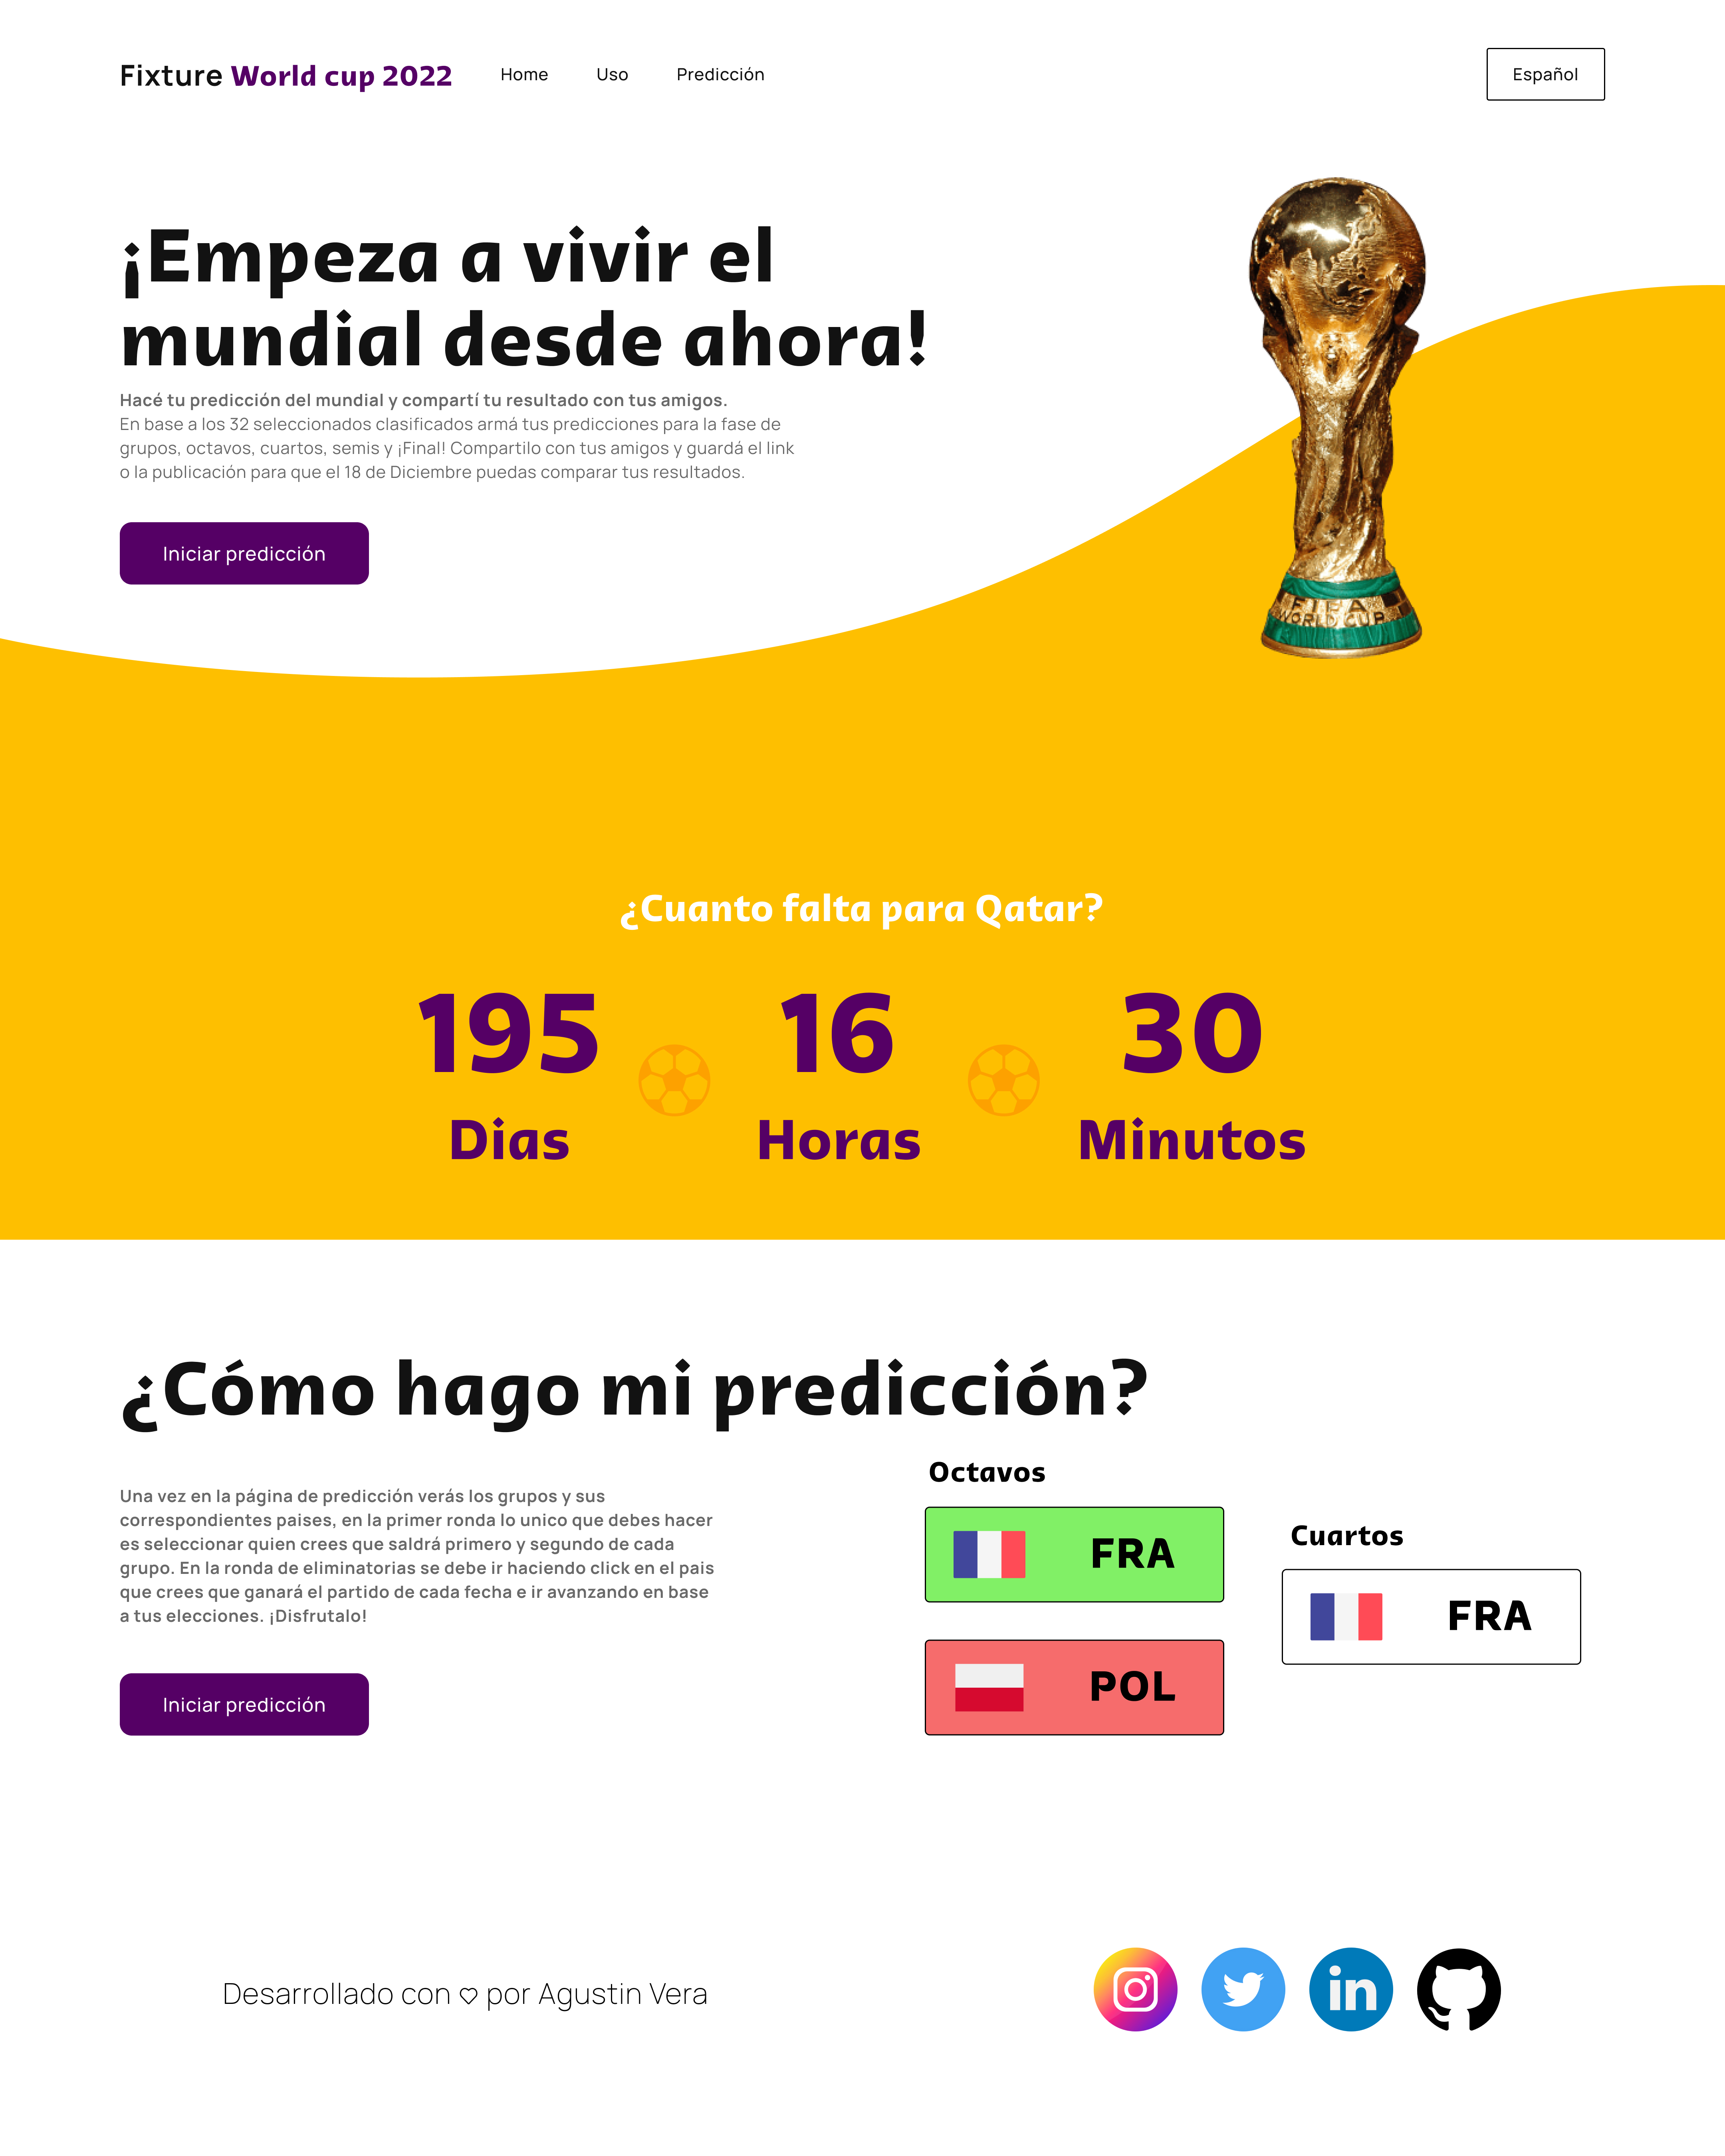 Fixture World cup 2022
Home
Uso
Predicción
Español
¡Empeza a vivir el
mundial desde ahora!
Hacé tu predicción del mundial y compartí tu resultado con tus amigos.
En base a los 32 seleccionados clasificados armá tus predicciones para la fase de
grupos, octavos, cuartos, semis y ¡Final! Compartilo con tus amigos y guardá el link
o la publicación para que el 18 de Diciembre puedas comparar tus resultados.
Iniciar predicción
FIFA
WORLD CUP
¿Cuanto falta para Qatar?
195
16
30
Dias
Horas
Minutos
¿Cómo hago mi predicción?
Una vez en la página de predicción verás los grupos y sus
correspondientes paises, en la primer ronda lo unico que debes hacer
es seleccionar quien crees que saldrá primero y segundo de cada
grupo. En la ronda de eliminatorias se debe ir haciendo click en el pais
que crees que ganará el partido de cada fecha e ir avanzando en base
a tus elecciones. ¡Disfrutalo!
Iniciar predicción
Octavos
FRA
POL
Cuartos
FRA
Desarrollado con ♡ por Agustin Vera
in